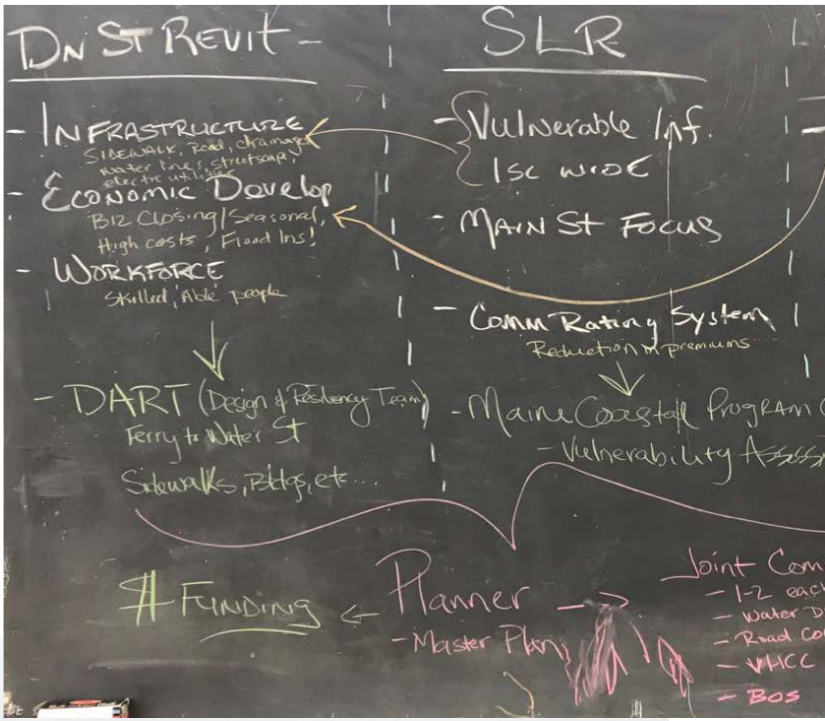 DN ST REVIT -
- INFRASTRUCTURE
SIDEWALK, Road, drainage
water lines, streetscape,
electric utilities
- ECONOMIC Develop
BIZ Closing/Seasonal,
High costs, Flood Ins!
- WORKFORCE
Skilled, Able people
- DART (Design & Resiliency Team)
Ferry to Water St
Sidewalks, Bldgs, etc...
SLR
- Vulnerable Inf.
ISC WIDE
- MAIN ST FOCUS
- Comm Rating System
Reduction in premiums....
- Maine Coastal PROGRAM (
- Vulnerability Assess
$ FUNDING ← Planner →
- Master Plan
Joint Com
- 1-2 each
- Water D
- Road Co
- VHCC
- BOS